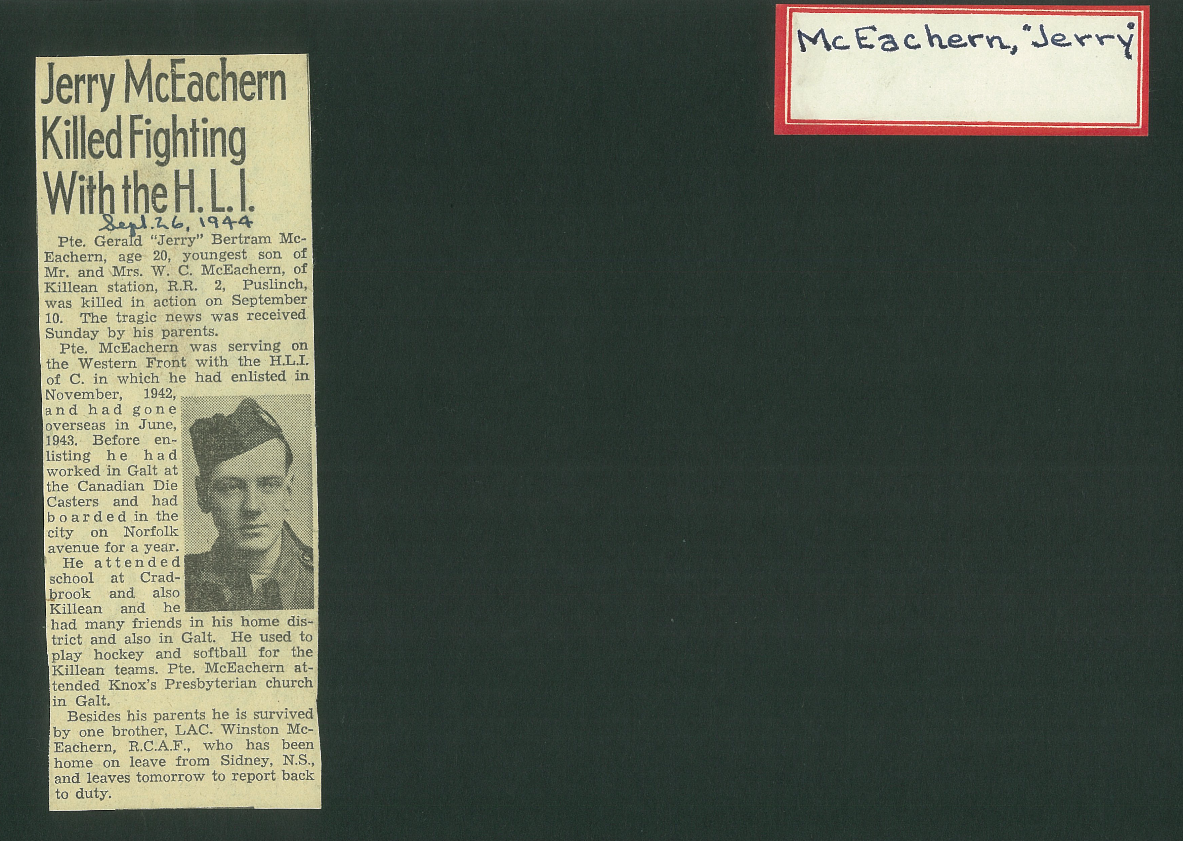 McEachern, "Jerry"
Jerry McEachern
Killed Fighting
With the H. L. I.
Sept. 26, 1944
Pte. Gerald "Jerry" Bertram Mc-
Eachern, age 20, youngest son of
Mr. and Mrs. W. C. McEachern, of
Killean station, R.R. 2, Puslinch,
was killed in action on September
10. The tragic news was received
Sunday by his parents.
Pte. McEachern was serving on
the Western Front with the H.L.I.
of C. in which he had enlisted in
November, 1942,
and had gone
overseas in June,
1943. Before en-
listing he had
worked in Galt at
the Canadian Die
Casters and had
boarded in the
city on Norfolk
avenue for a year.
He attended
school at Crad-
brook and also
Killean and he
had many friends in his home dis-
trict and also in Galt. He used to
play hockey and softball for the
Killean teams. Pte. McEachern at-
tended Knox's Presbyterian church
in Galt.
Besides his parents he is survived
by one brother, LAC. Winston Mc-
Eachern, R.C.A.F., who has been
home on leave from Sidney, N.S.,
and leaves tomorrow to report back
to duty.